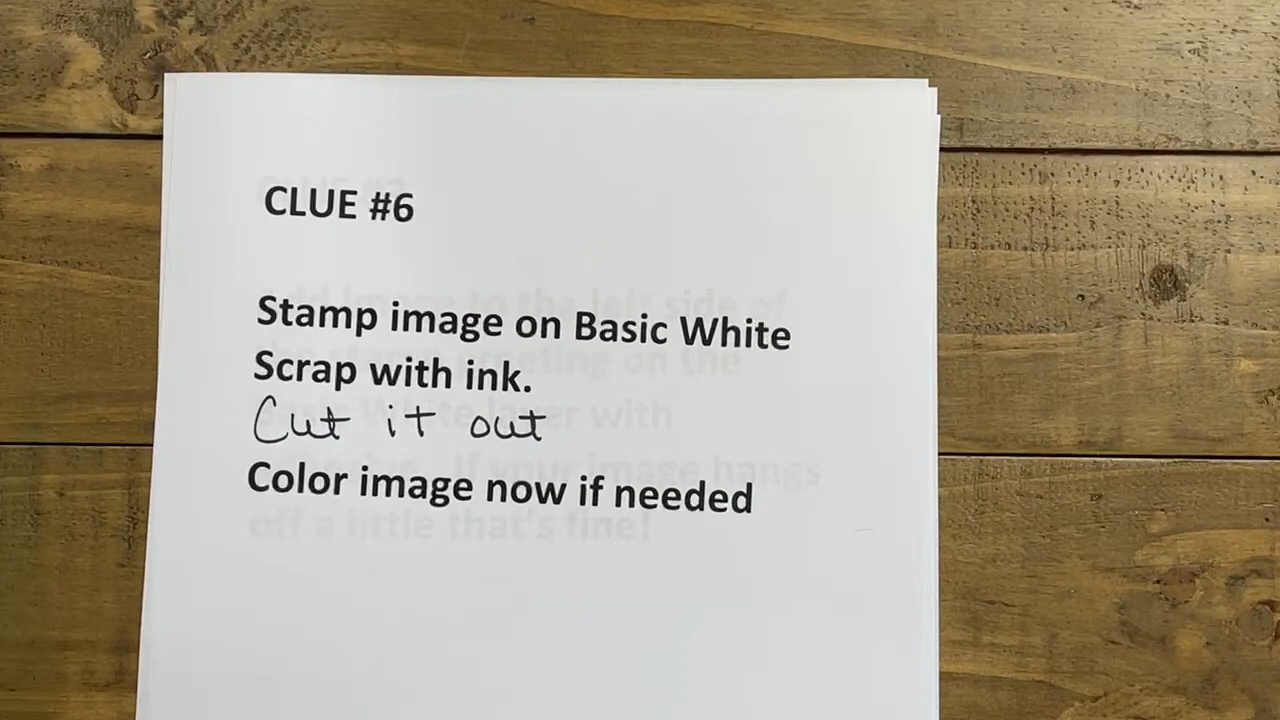 CLUE #6
Stamp image on Basic White
Scrap with ink.
Cut it out
Color image now if needed